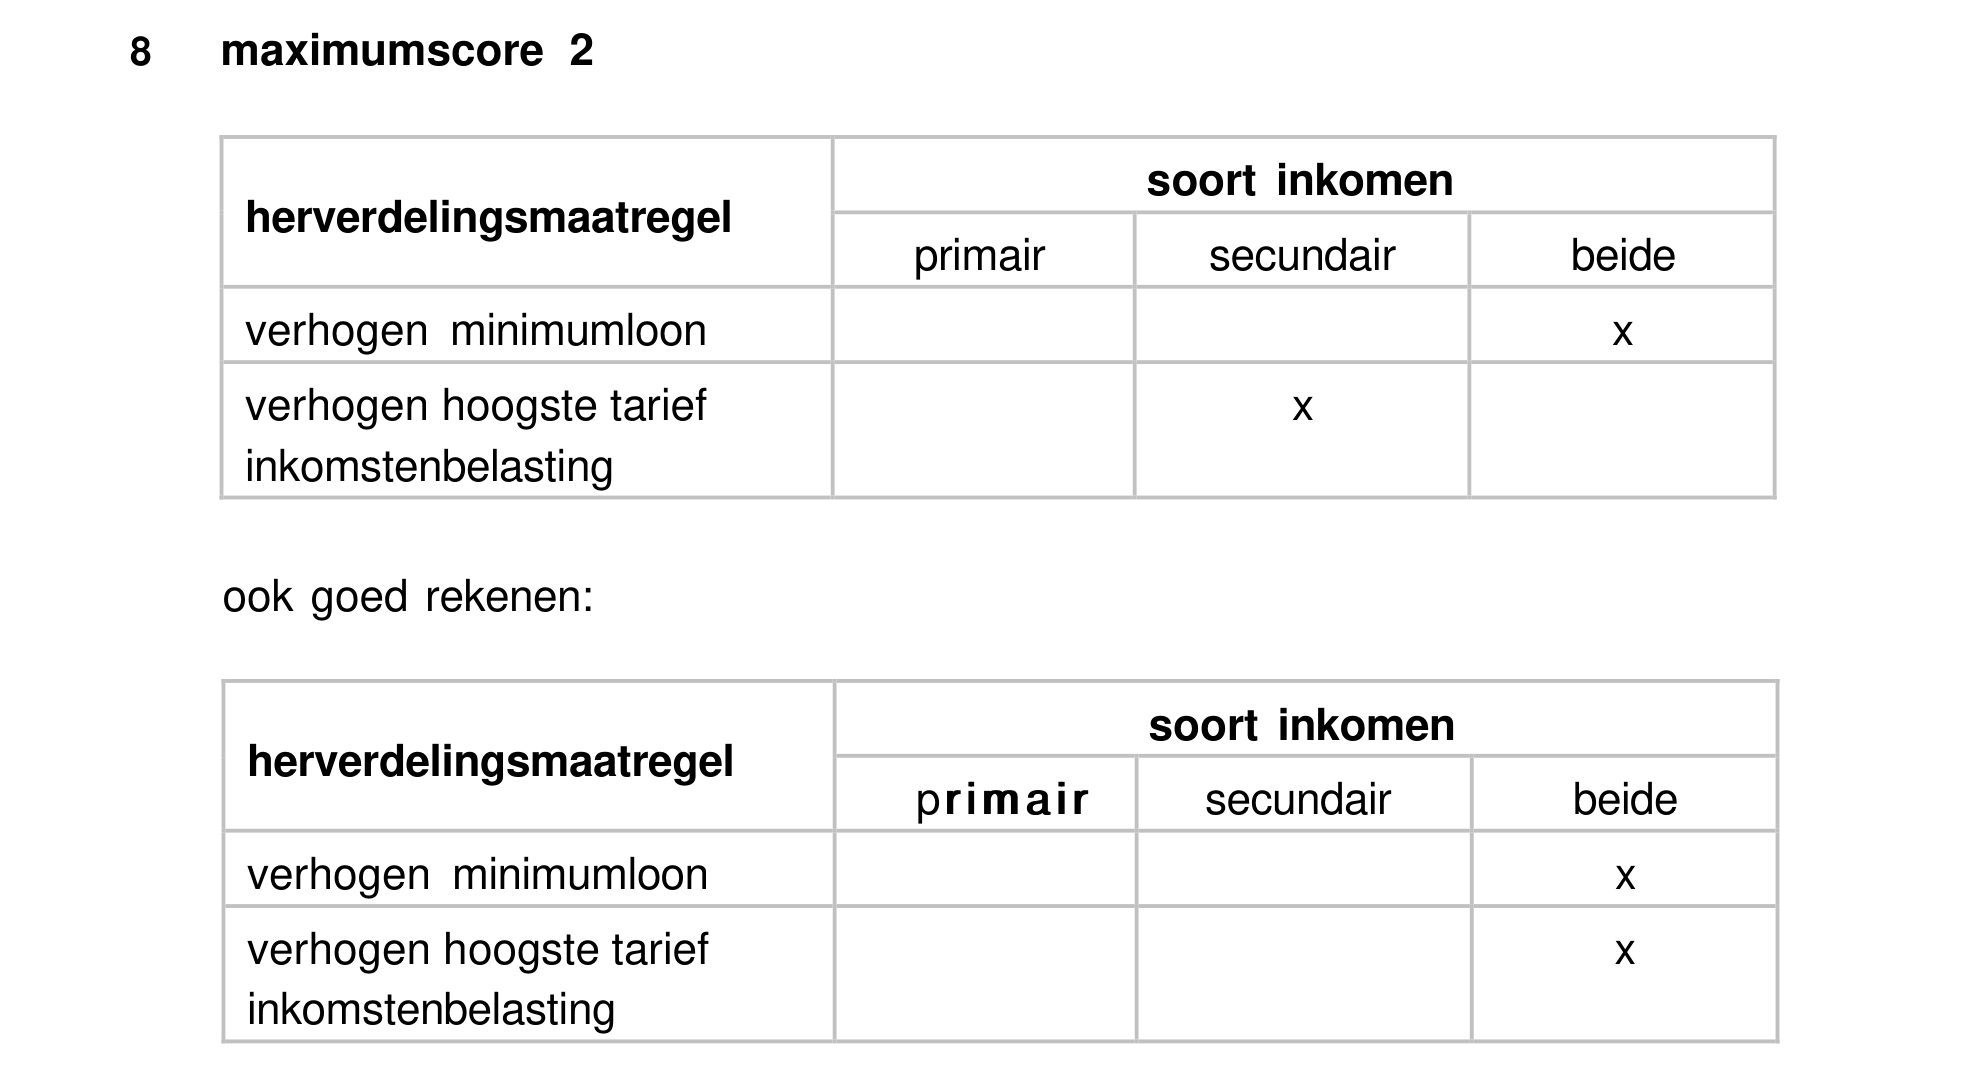 8 maximumscore 2
soort inkomen
herverdelingsmaatregel
primair secundair beide
verhogen minimumloon x
verhogen hoogste tarief x
inkomstenbelasting
ook goed rekenen:
soort inkomen
herverdelingsmaatregel
primair secundair beide
verhogen minimumloon x
verhogen hoogste tarief x
inkomstenbelasting